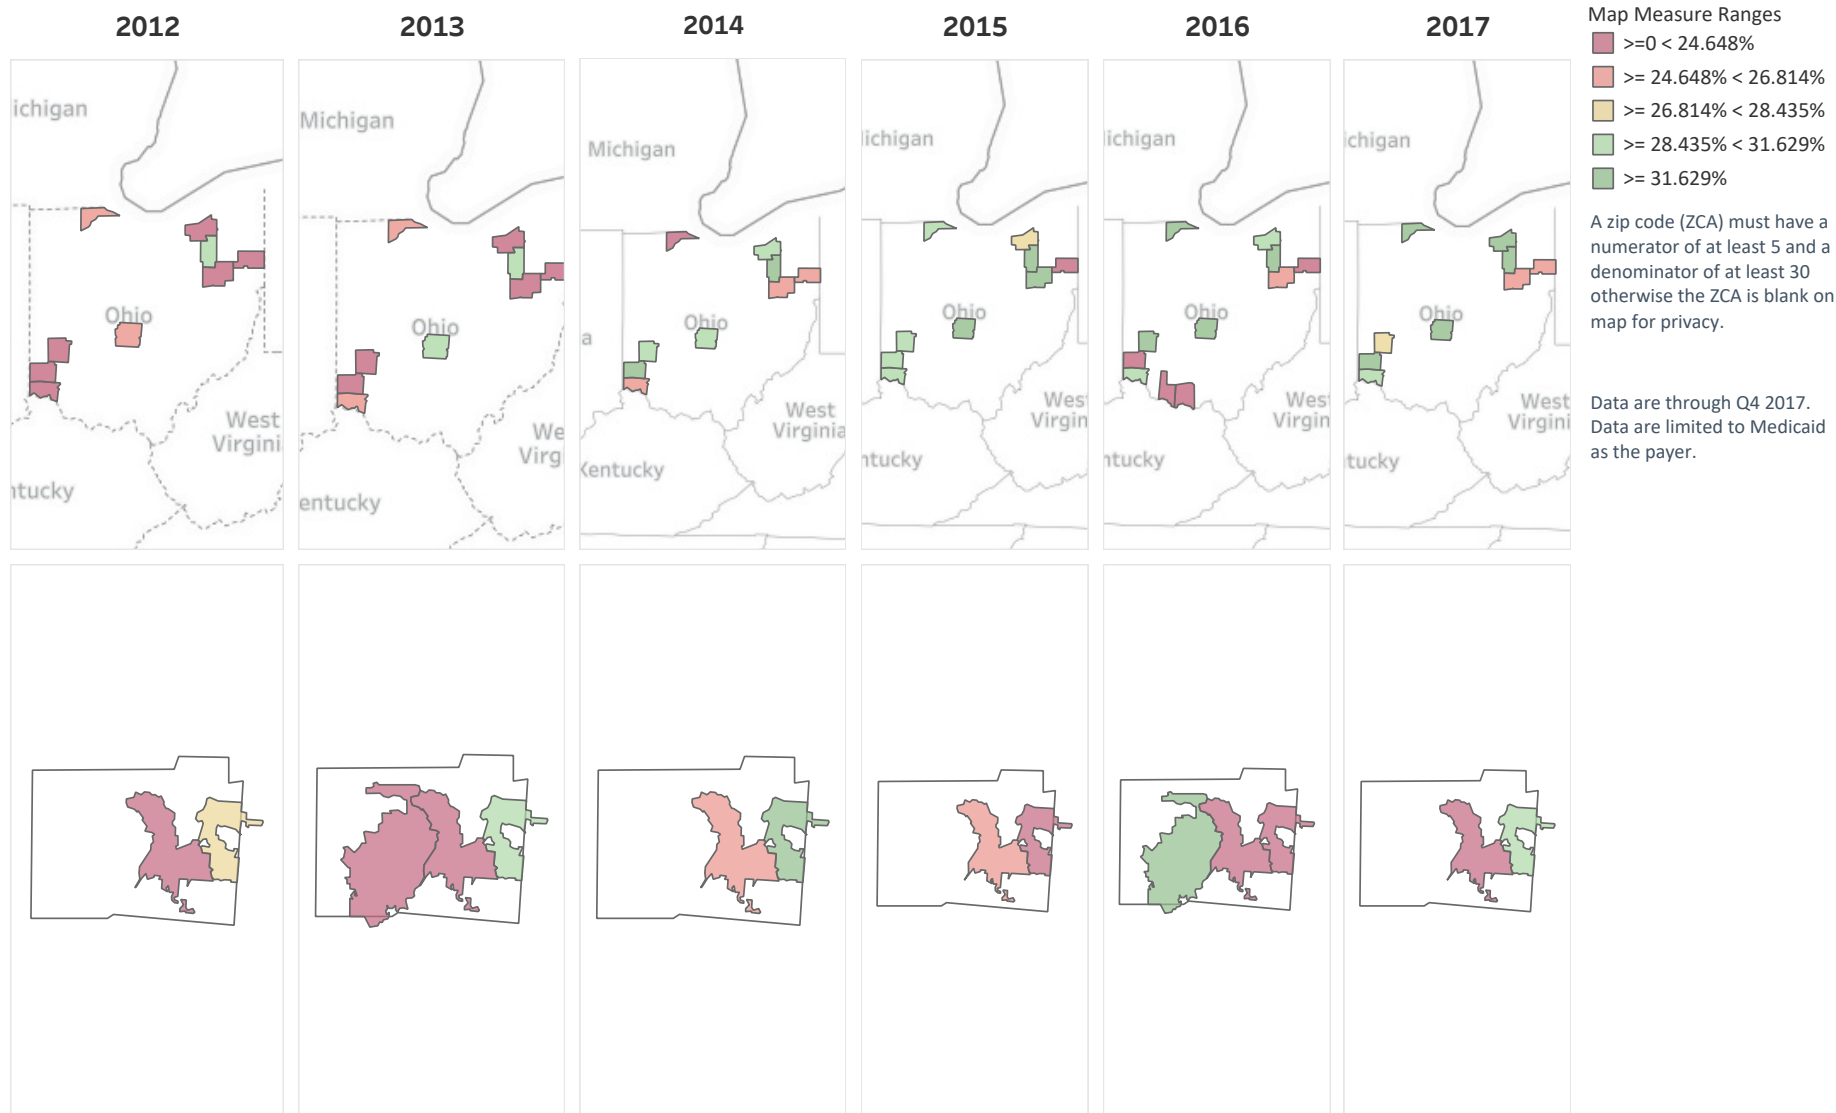 2012
2013
2014
2015
2016
2017
Map Measure Ranges
>=0 < 24.648%
>= 24.648% < 26.814%
>= 26.814% < 28.435%
>= 28.435% < 31.629%
>= 31.629%
A zip code (ZCA) must have a
numerator of at least 5 and a
denominator of at least 30
otherwise the ZCA is blank on
map for privacy.
Data are through Q4 2017.
Data are limited to Medicaid
as the payer.
ichigan
Ohio
West
Virgini
ntucky
Michigan
Ohio
We
Virg
entucky
Michigan
Ohio
a
West
Virginia
Kentucky
lichigan
Ohio
West
Virgin
ntucky
lichigan
Ohio
West
Virgin
ntucky
ichigan
Ohio
West
Virgini
tucky